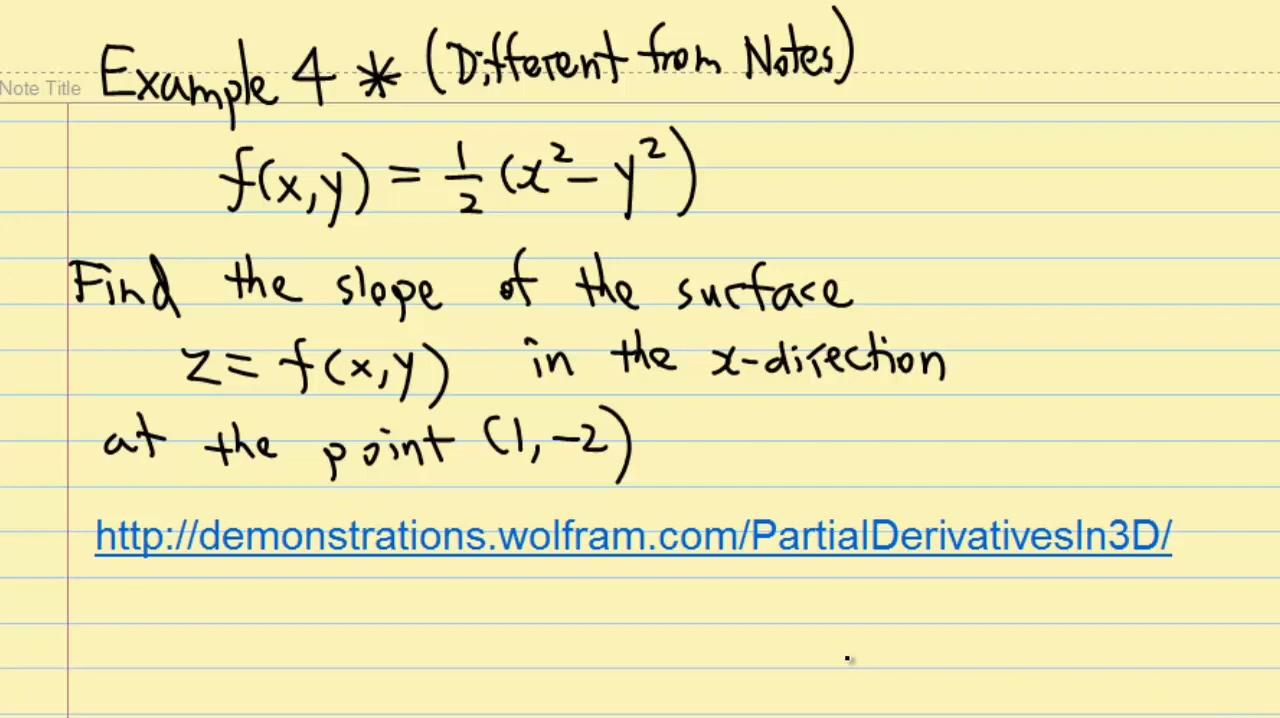 Example 4 * (Different from Notes)
Note Title
f(x,y) = 1/2 (x² - y²)
Find the slope of the surface
z = f(x,y) in the x-direction
at the point (1,-2)
http://demonstrations.wolfram.com/PartialDerivativesIn3D/